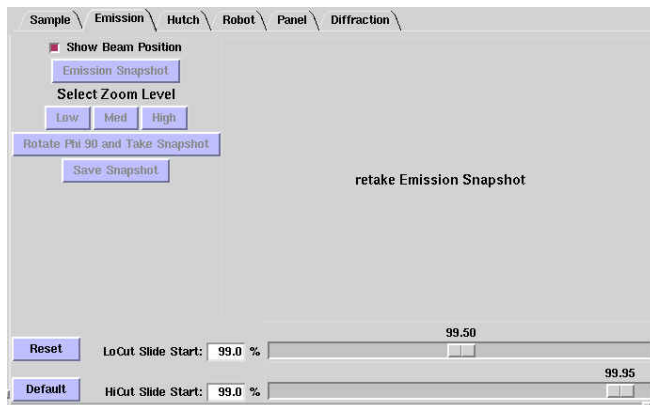 Sample Emission Hutch Robot Panel Diffraction
Show Beam Position
Emission Snapshot
Select Zoom Level
Low Med High
Rotate Phi 90 and Take Snapshot
Save Snapshot
retake Emission Snapshot
99.50
Reset LoCut Slide Start: 99.0 %
99.95
Default HiCut Slide Start: 99.0 %